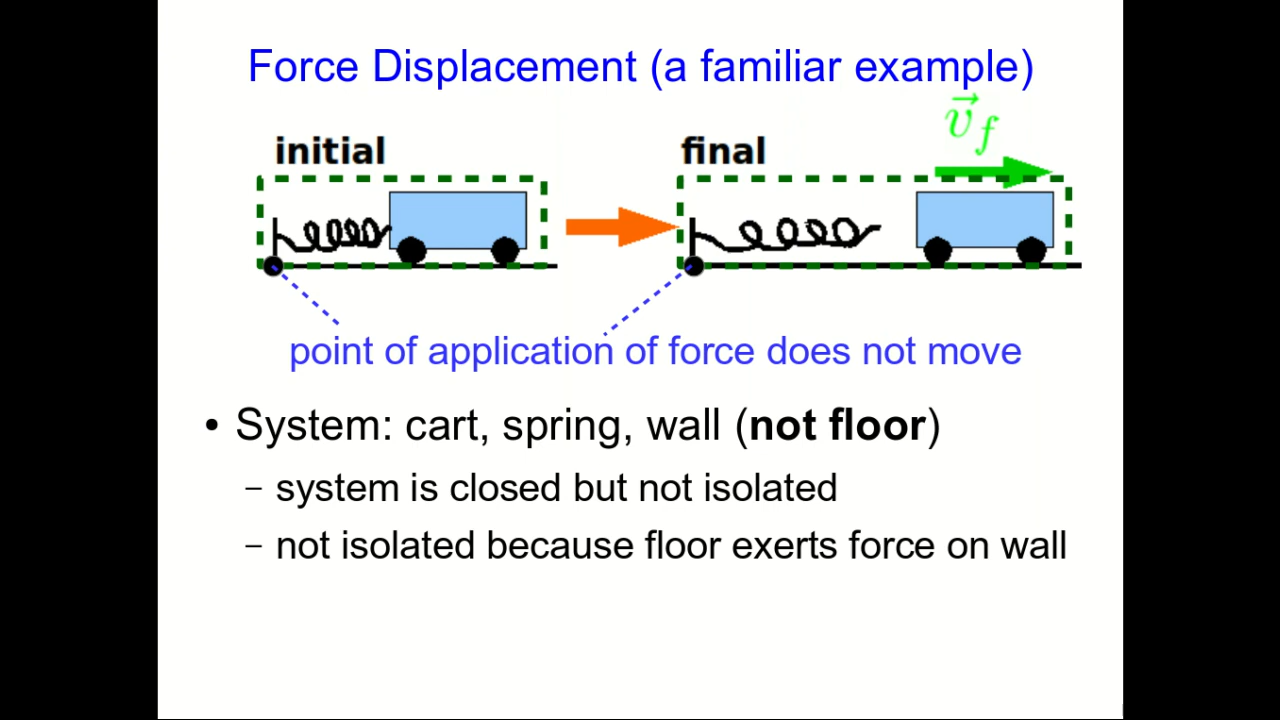 Force Displacement (a familiar example)
initial
final
v⃗f
point of application of force does not move
• System: cart, spring, wall (not floor)
– system is closed but not isolated
– not isolated because floor exerts force on wall